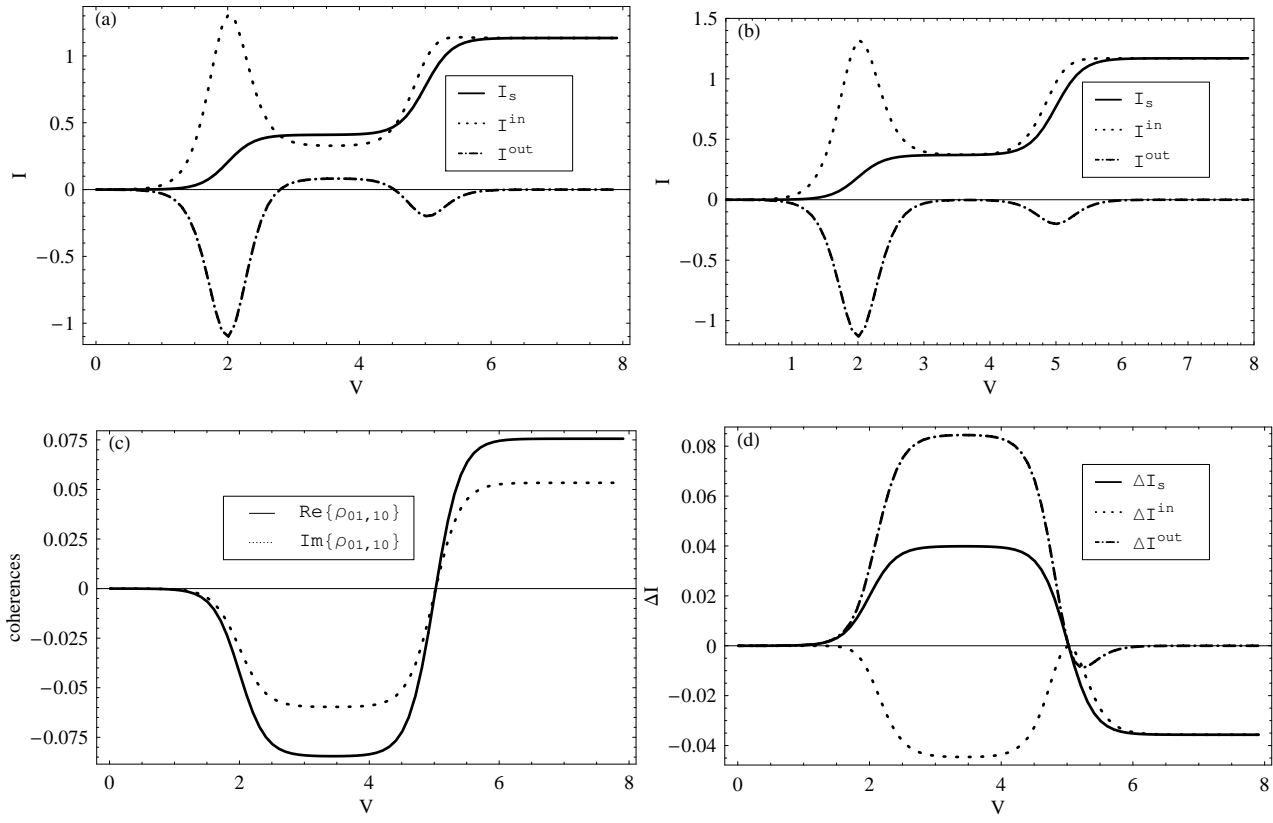 (a)
1
0.5
0
−0.5
−1
I
I_s
I^in
I^out
0 2 4 6 8
V
(b)
1.5
1
0.5
0
−0.5
−1
I
I_s
I^in
I^out
1 2 3 4 5 6 7 8
V
(c)
0.075
0.05
0.025
0
−0.025
−0.05
−0.075
coherences
Re{ρ_01,10}
Im{ρ_01,10}
0 2 4 6 8
V
(d)
0.08
0.06
0.04
0.02
0
−0.02
−0.04
ΔI
ΔI_s
ΔI^in
ΔI^out
0 2 4 6 8
V